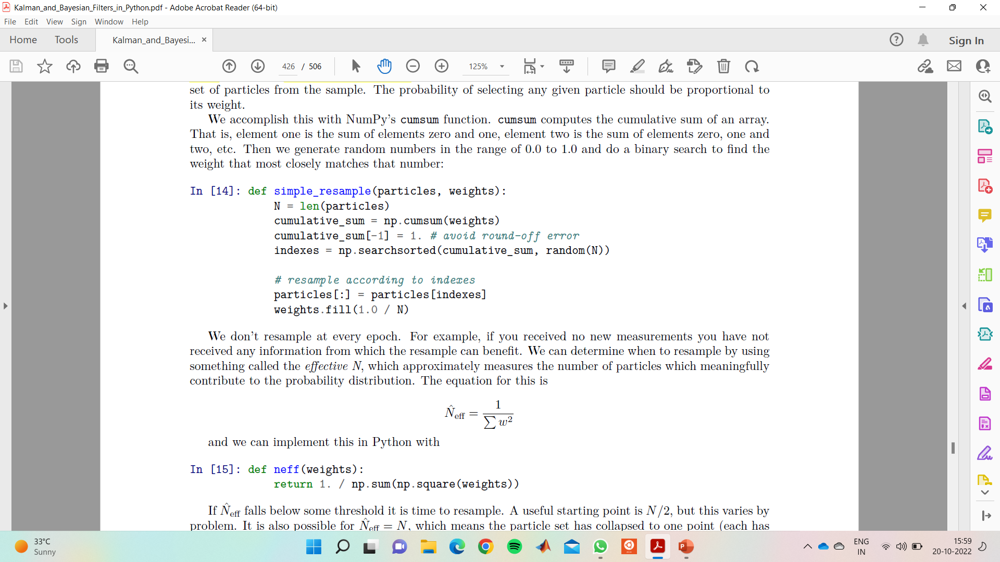 Kalman_and_Bayesian_Filters_in_Python.pdf - Adobe Acrobat Reader (64-bit)
File Edit View Sign Window Help
Home Tools Kalman_and_Bayesi... × Sign In
426 / 506 125%
set of particles from the sample. The probability of selecting any given particle should be proportional to
its weight.
We accomplish this with NumPy's cumsum function. cumsum computes the cumulative sum of an array.
That is, element one is the sum of elements zero and one, element two is the sum of elements zero, one and
two, etc. Then we generate random numbers in the range of 0.0 to 1.0 and do a binary search to find the
weight that most closely matches that number:
In [14]: def simple_resample(particles, weights):
N = len(particles)
cumulative_sum = np.cumsum(weights)
cumulative_sum[-1] = 1. # avoid round-off error
indexes = np.searchsorted(cumulative_sum, random(N))
# resample according to indexes
particles[:] = particles[indexes]
weights.fill(1.0 / N)
We don't resample at every epoch. For example, if you received no new measurements you have not
received any information from which the resample can benefit. We can determine when to resample by using
something called the effective N, which approximately measures the number of particles which meaningfully
contribute to the probability distribution. The equation for this is
N̂eff = 1 / ∑ w²
and we can implement this in Python with
In [15]: def neff(weights):
return 1. / np.sum(np.square(weights))
If N̂eff falls below some threshold it is time to resample. A useful starting point is N/2, but this varies by
problem. It is also possible for N̂eff = N, which means the particle set has collapsed to one point (each has
33°C
Sunny
ENG
IN
15:59
20-10-2022